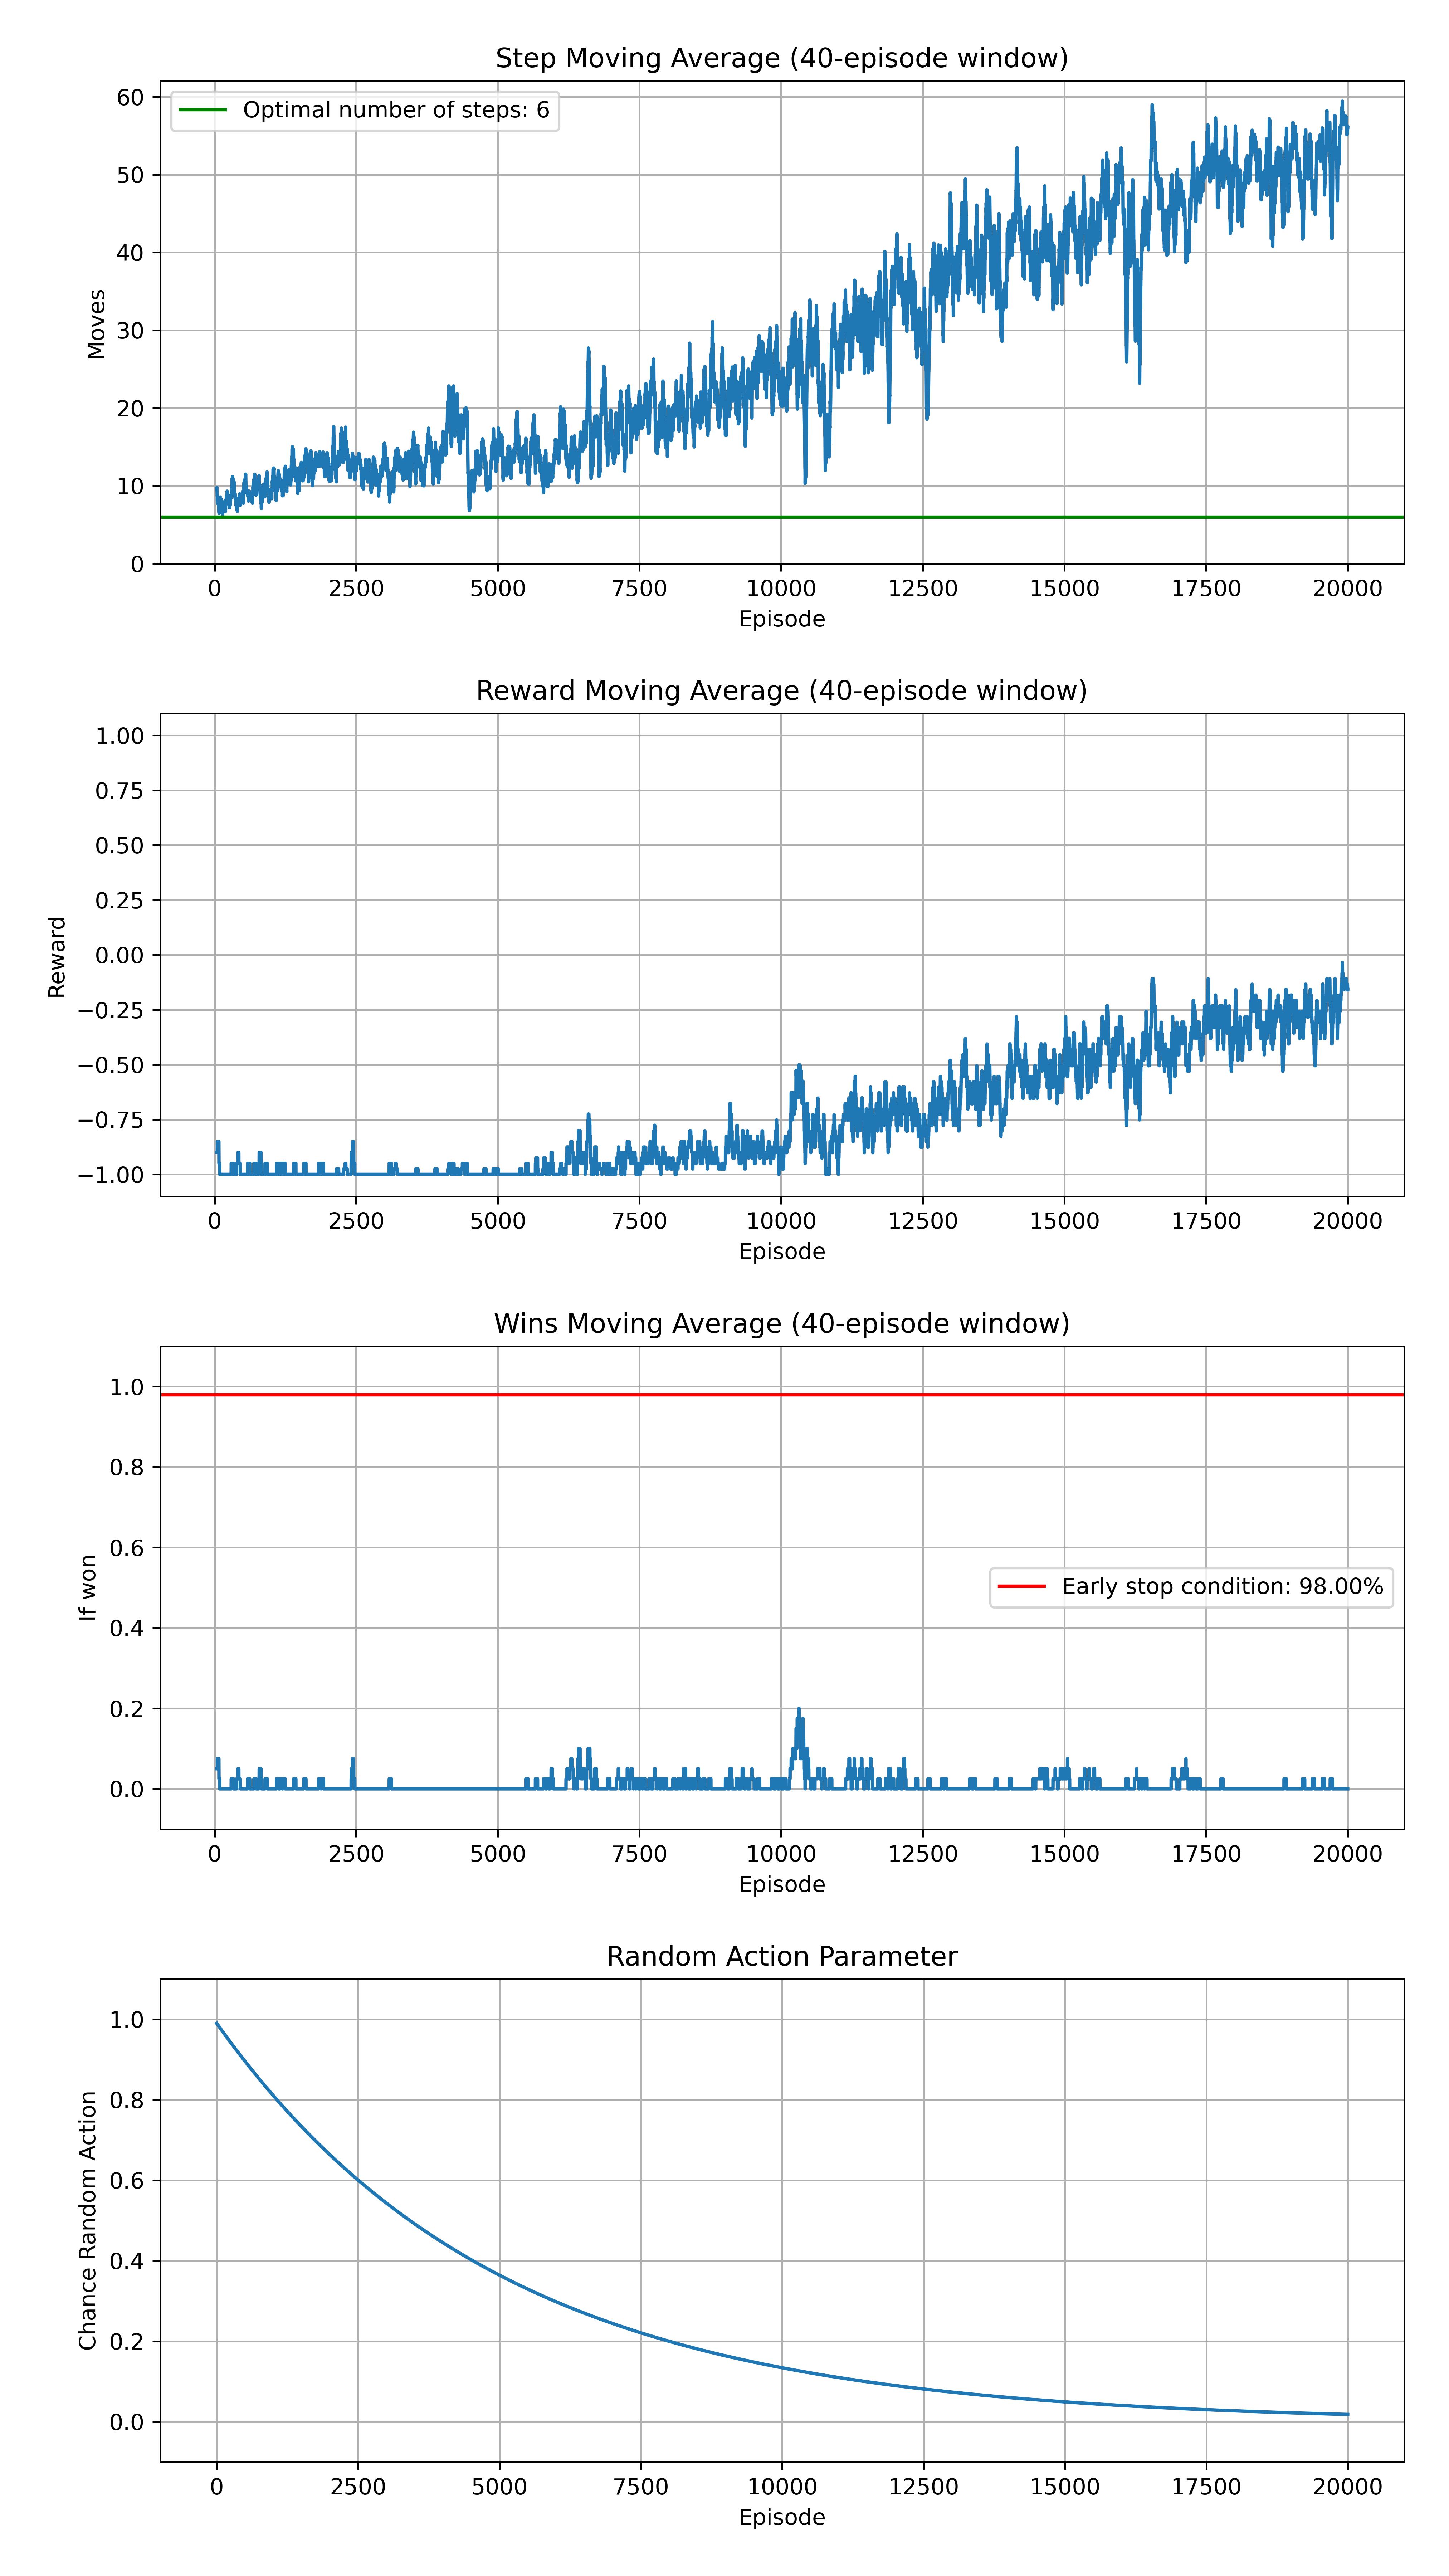 Step Moving Average (40-episode window)
Optimal number of steps: 6
60
50
40
30
20
10
0
Moves
0 2500 5000 7500 10000 12500 15000 17500 20000
Episode
Reward Moving Average (40-episode window)
1.00
0.75
0.50
0.25
0.00
−0.25
−0.50
−0.75
−1.00
Reward
0 2500 5000 7500 10000 12500 15000 17500 20000
Episode
Wins Moving Average (40-episode window)
1.0
0.8
0.6
0.4
0.2
0.0
If won
Early stop condition: 98.00%
0 2500 5000 7500 10000 12500 15000 17500 20000
Episode
Random Action Parameter
1.0
0.8
0.6
0.4
0.2
0.0
Chance Random Action
0 2500 5000 7500 10000 12500 15000 17500 20000
Episode